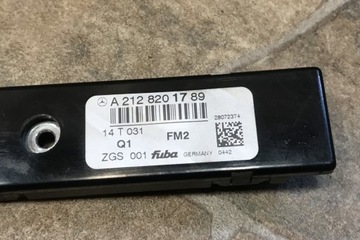 A 212 820 17 89
28072374
14 T 031
Q1
FM2
ZGS 001 fuba GERMANY 0442